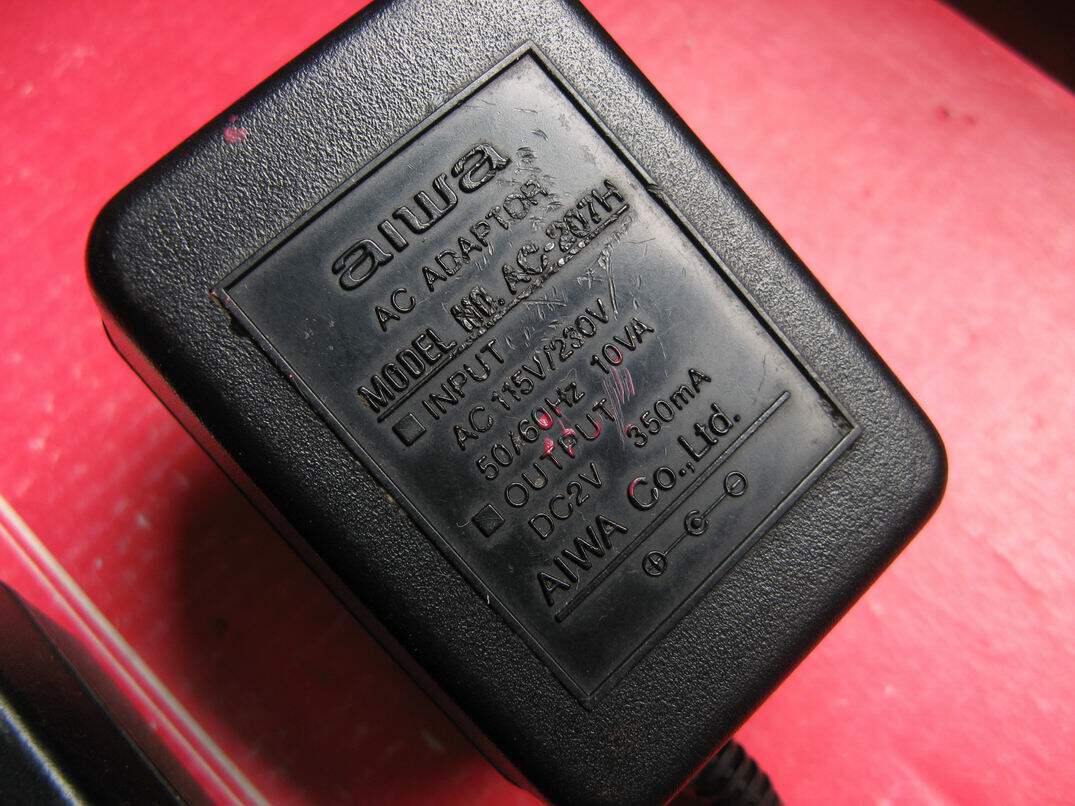 aiwa
AC ADAPTOR
MODEL NO. AC-207H
INPUT
AC 115V/230V
50/60Hz 10VA
OUTPUT
DC2V 350mA
AIWA Co.,Ltd.